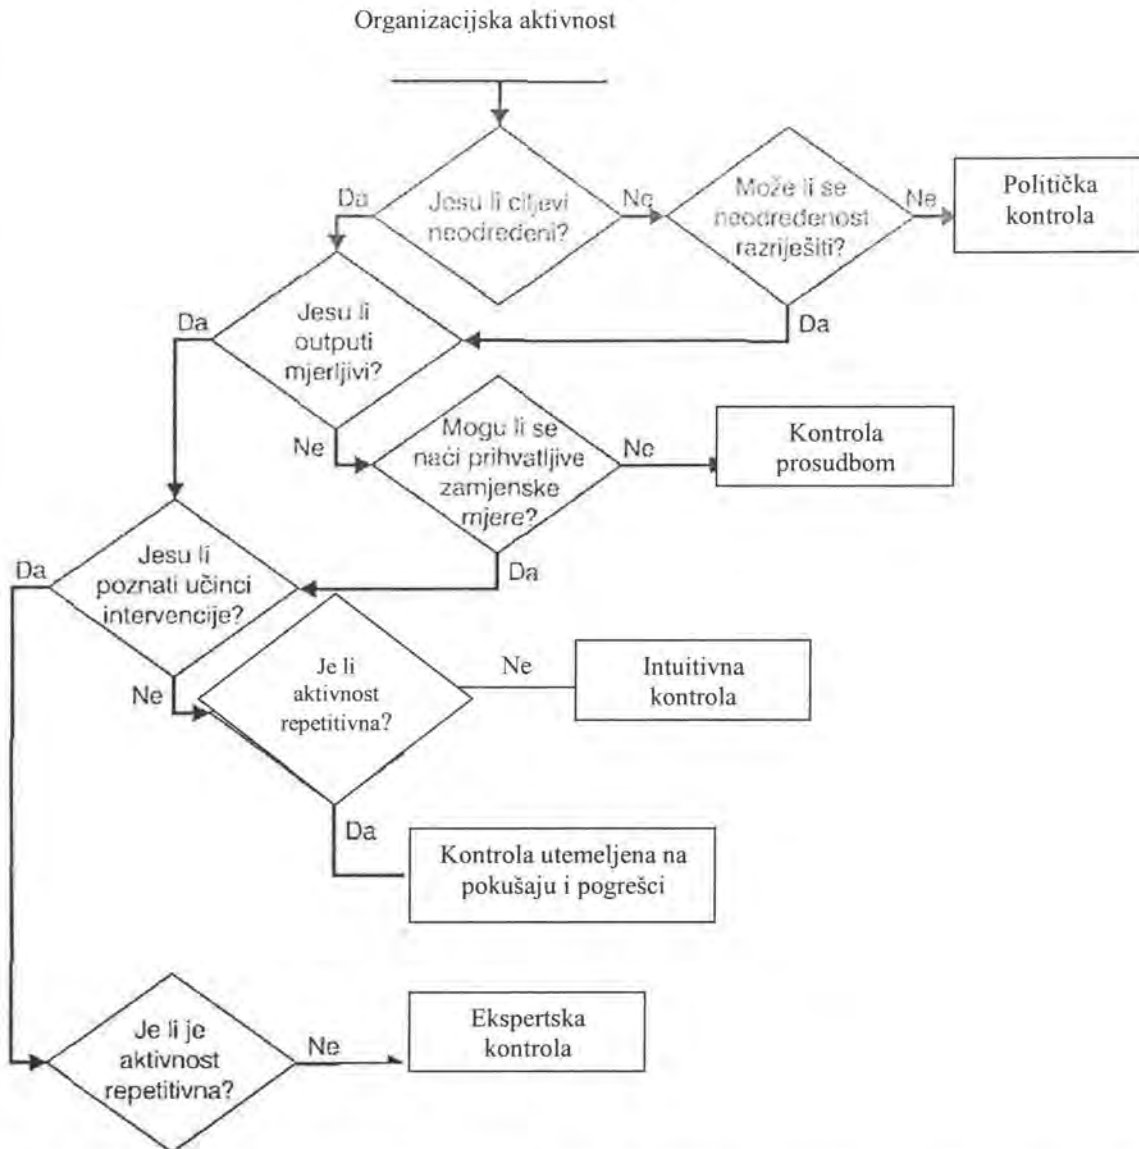 Organizacijska aktivnost
Da
Jesu li ciljevi
neodređeni?
Ne
Može li se
neodređenost
razriješiti?
Ne
Politička
kontrola
Da
Jesu li
outputi
mjerljivi?
Da
Ne
Mogu li se
naći prihvatljive
zamjenske
mjere?
Ne
Kontrola
prosudbom
Da
Jesu li
poznati učinci
intervencije?
Da
Ne
Je li
aktivnost
repetitivna?
Ne
Intuitivna
kontrola
Da
Kontrola utemeljena na
pokušaju i pogrešci
Je li je
aktivnost
repetitivna?
Ne
Ekspertska
kontrola